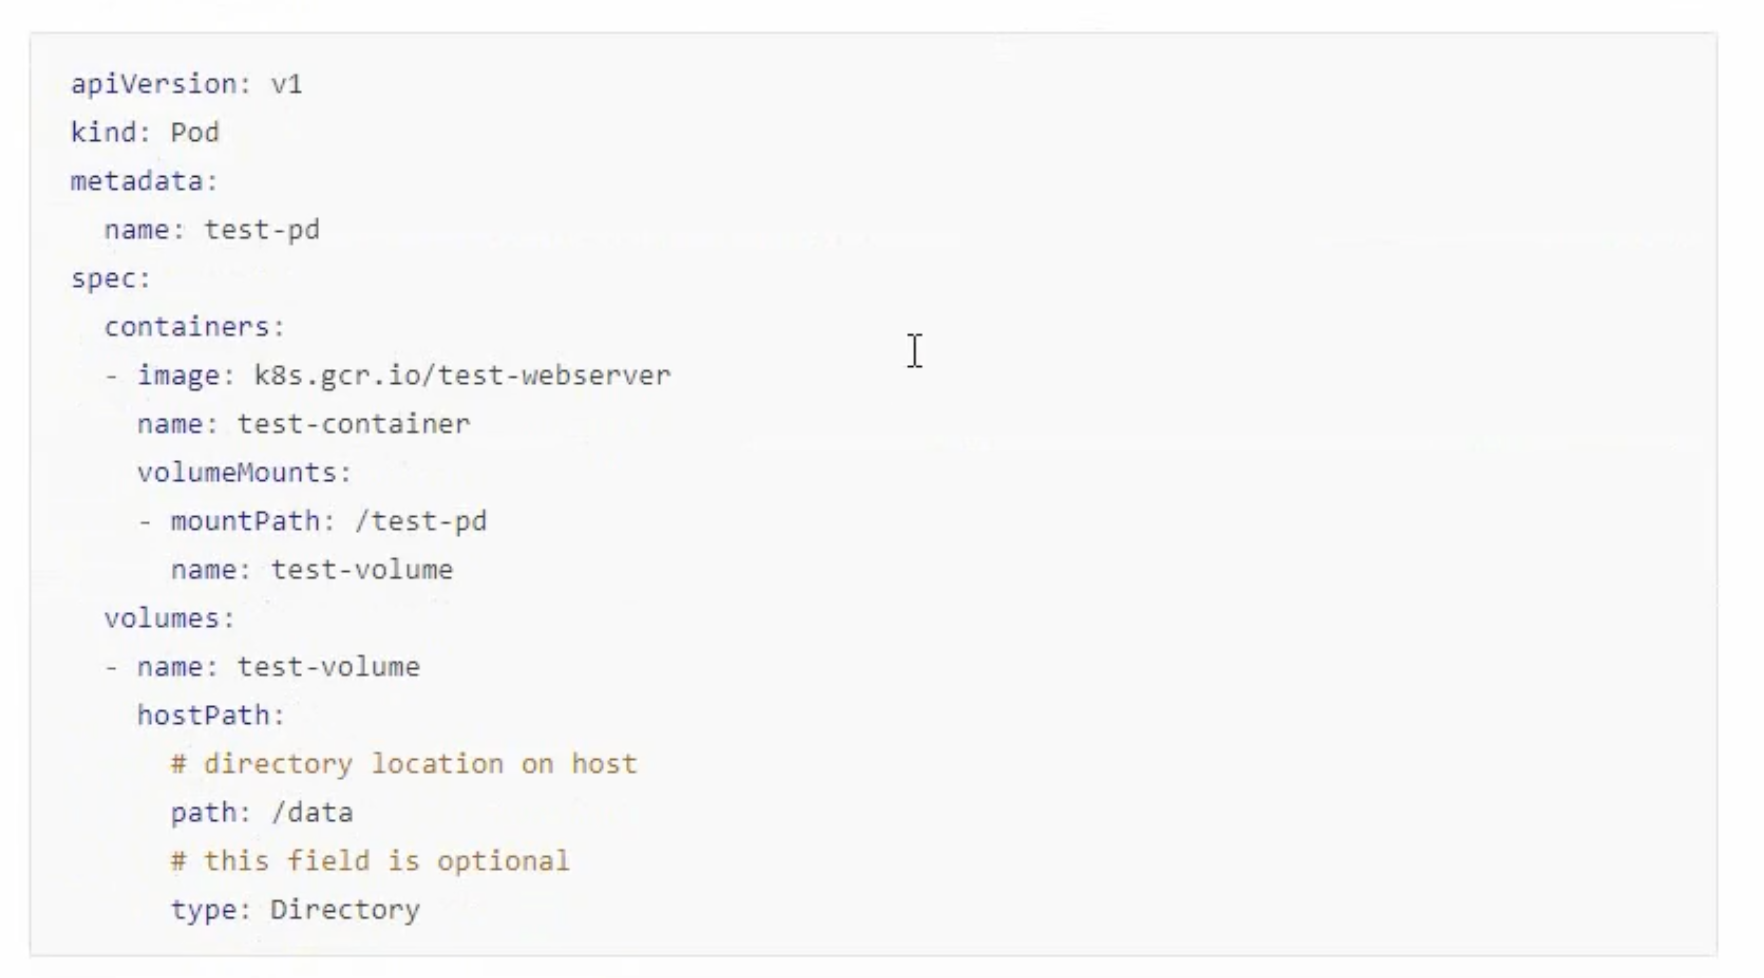 apiVersion: v1
kind: Pod
metadata:
  name: test-pd
spec:
  containers:
  - image: k8s.gcr.io/test-webserver
    name: test-container
    volumeMounts:
    - mountPath: /test-pd
      name: test-volume
  volumes:
  - name: test-volume
    hostPath:
      # directory location on host
      path: /data
      # this field is optional
      type: Directory